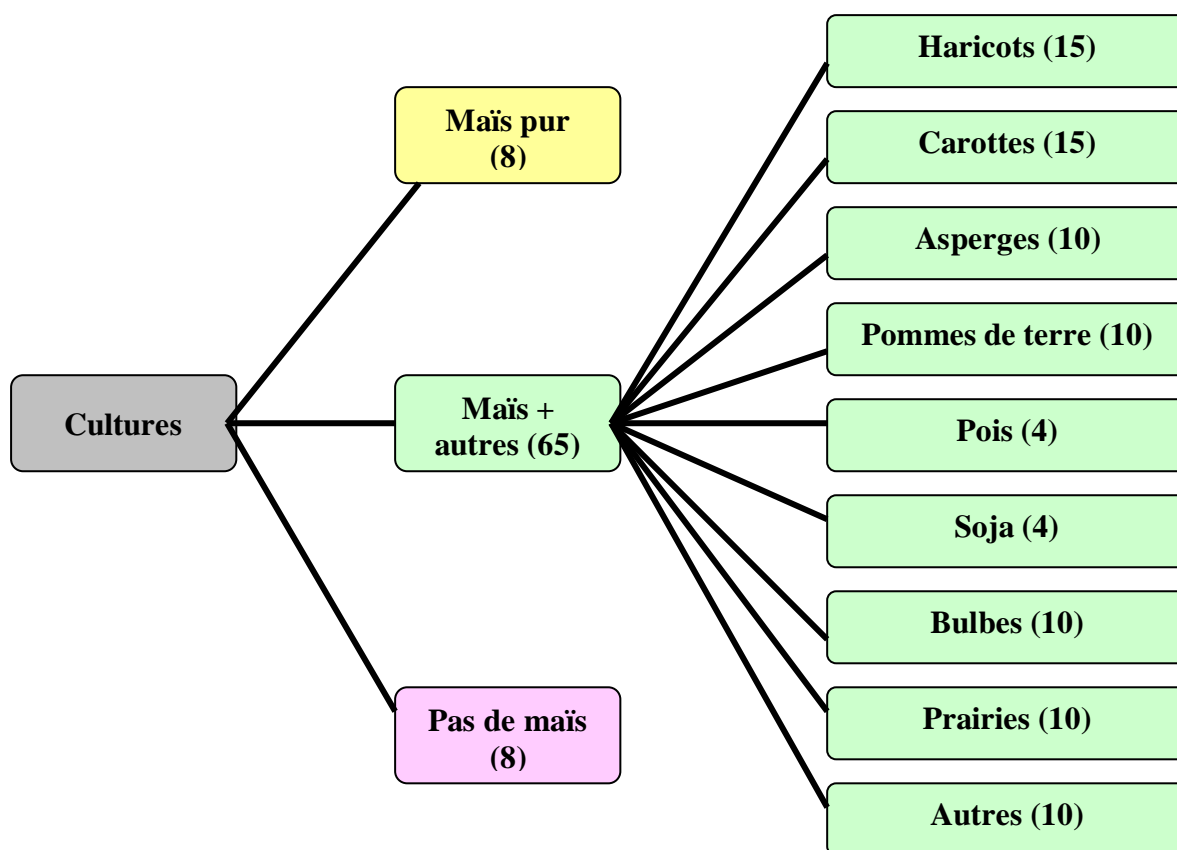 Cultures
Maïs pur
(8)
Maïs +
autres (65)
Pas de maïs
(8)
Haricots (15)
Carottes (15)
Asperges (10)
Pommes de terre (10)
Pois (4)
Soja (4)
Bulbes (10)
Prairies (10)
Autres (10)